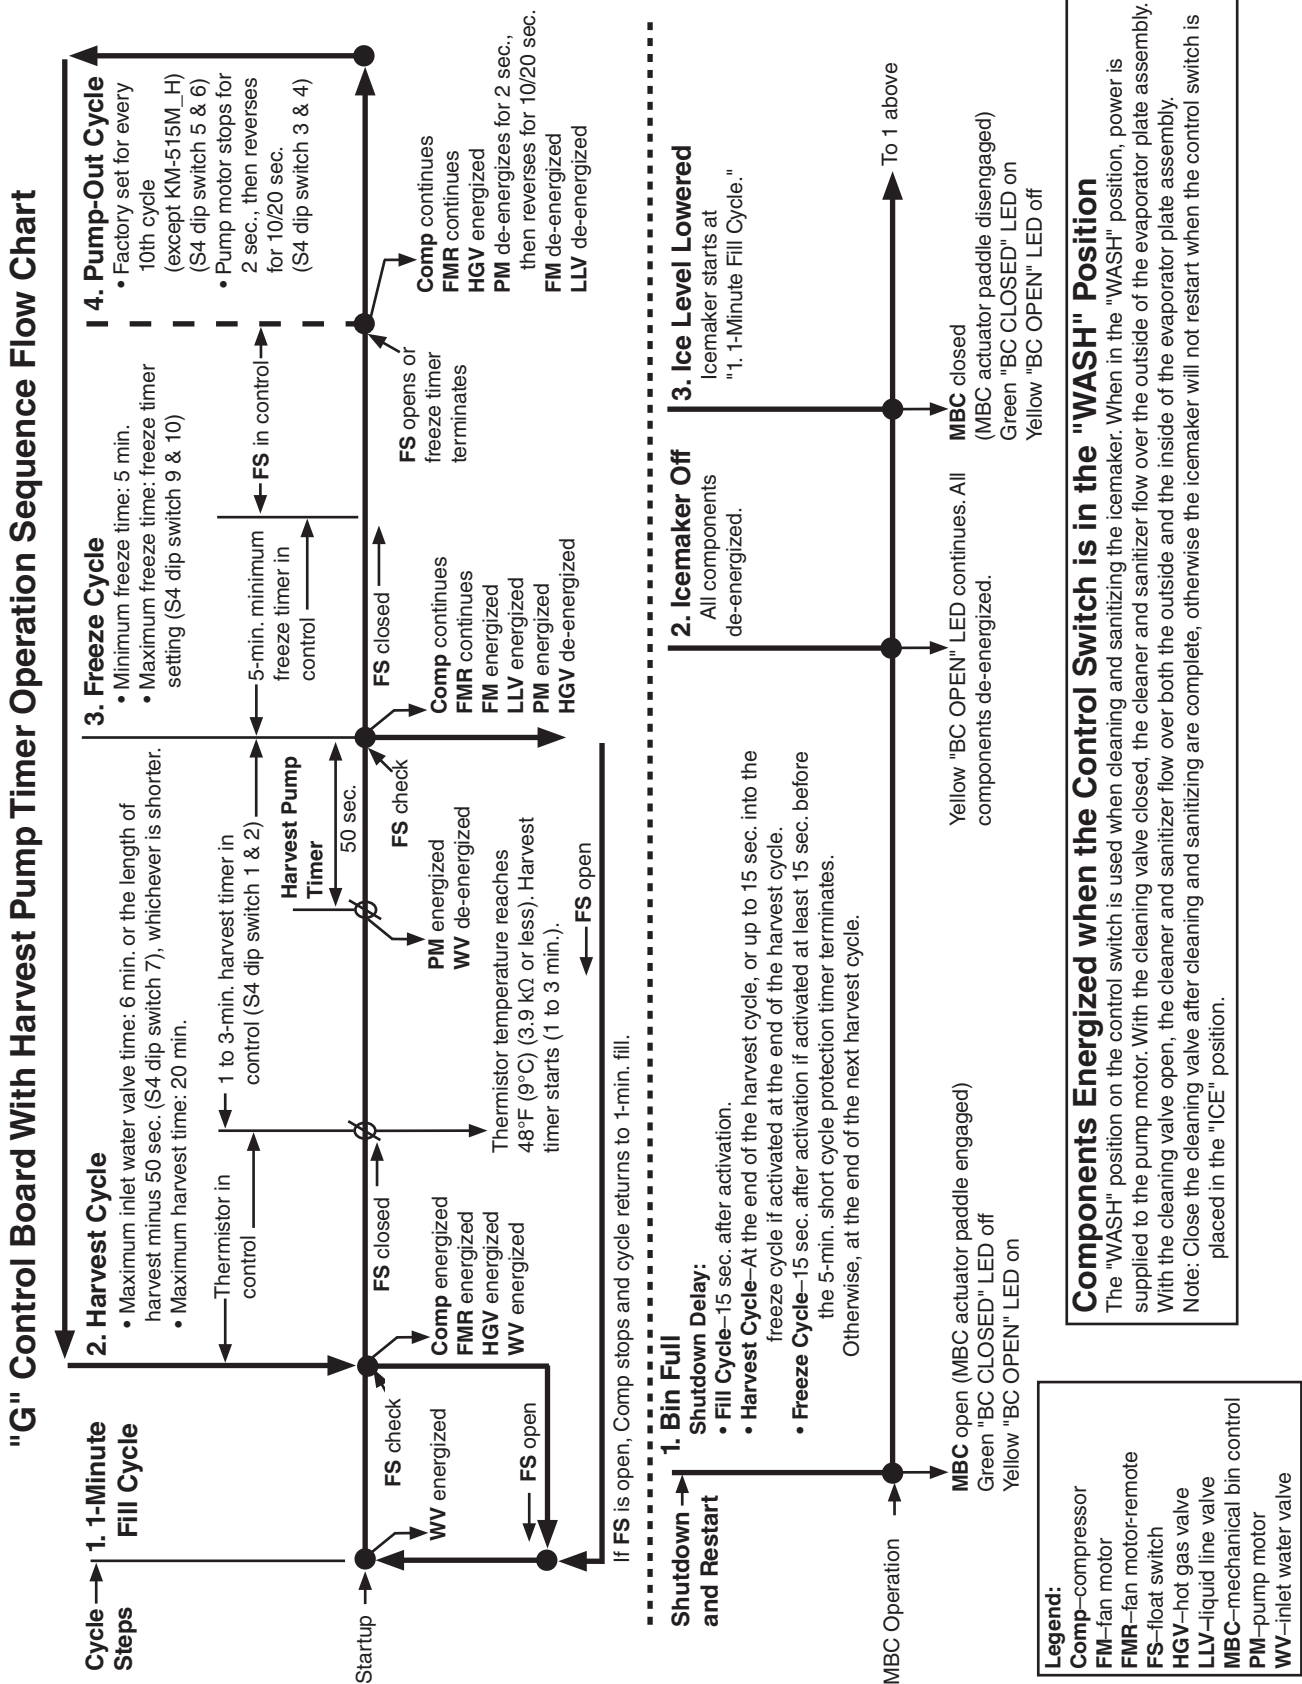 "G" Control Board With Harvest Pump Timer Operation Sequence Flow Chart
Cycle
Steps
1. 1-Minute
Fill Cycle
2. Harvest Cycle
• Maximum inlet water valve time: 6 min. or the length of
harvest minus 50 sec. (S4 dip switch 7), whichever is shorter.
• Maximum harvest time: 20 min.
Thermistor in
control
1 to 3-min. harvest timer in
control (S4 dip switch 1 & 2)
Harvest Pump
Timer
50 sec.
3. Freeze Cycle
• Minimum freeze time: 5 min.
• Maximum freeze time: freeze timer
setting (S4 dip switch 9 & 10)
5-min. minimum
freeze timer in
control
FS in control
4. Pump-Out Cycle
• Factory set for every
10th cycle
(except KM-515M_H)
(S4 dip switch 5 & 6)
• Pump motor stops for
2 sec., then reverses
for 10/20 sec.
(S4 dip switch 3 & 4)
Startup
WV energized
FS check
FS open
FS closed
Comp energized
FMR energized
HGV energized
WV energized
Thermistor temperature reaches
48°F (9°C) (3.9 kΩ or less). Harvest
timer starts (1 to 3 min.).
PM energized
WV de-energized
FS check
FS open
FS closed
Comp continues
FMR continues
FM energized
LLV energized
PM energized
HGV de-energized
FS opens or
freeze timer
terminates
Comp continues
FMR continues
HGV energized
PM de-energizes for 2 sec.,
then reverses for 10/20 sec.
FM de-energized
LLV de-energized
If FS is open, Comp stops and cycle returns to 1-min. fill.
Shutdown
and Restart
1. Bin Full
Shutdown Delay:
• Fill Cycle–15 sec. after activation.
• Harvest Cycle–At the end of the harvest cycle, or up to 15 sec. into the
freeze cycle if activated at the end of the harvest cycle.
• Freeze Cycle–15 sec. after activation if activated at least 15 sec. before
the 5-min. short cycle protection timer terminates.
Otherwise, at the end of the next harvest cycle.
2. Icemaker Off
All components
de-energized.
3. Ice Level Lowered
Icemaker starts at
"1. 1-Minute Fill Cycle."
MBC Operation
To 1 above
MBC open (MBC actuator paddle engaged)
Green "BC CLOSED" LED off
Yellow "BC OPEN" LED on
Yellow "BC OPEN" LED continues. All
components de-energized.
MBC closed
(MBC actuator paddle disengaged)
Green "BC CLOSED" LED on
Yellow "BC OPEN" LED off
Legend:
Comp–compressor
FM–fan motor
FMR–fan motor-remote
FS–float switch
HGV–hot gas valve
LLV–liquid line valve
MBC–mechanical bin control
PM–pump motor
WV–inlet water valve
Components Energized when the Control Switch is in the "WASH" Position
The "WASH" position on the control switch is used when cleaning and sanitizing the icemaker. When in the "WASH" position, power is
supplied to the pump motor. With the cleaning valve closed, the cleaner and sanitizer flow over the outside of the evaporator plate assembly.
With the cleaning valve open, the cleaner and sanitizer flow over both the outside and the inside of the evaporator plate assembly.
Note: Close the cleaning valve after cleaning and sanitizing are complete, otherwise the icemaker will not restart when the control switch is
placed in the "ICE" position.